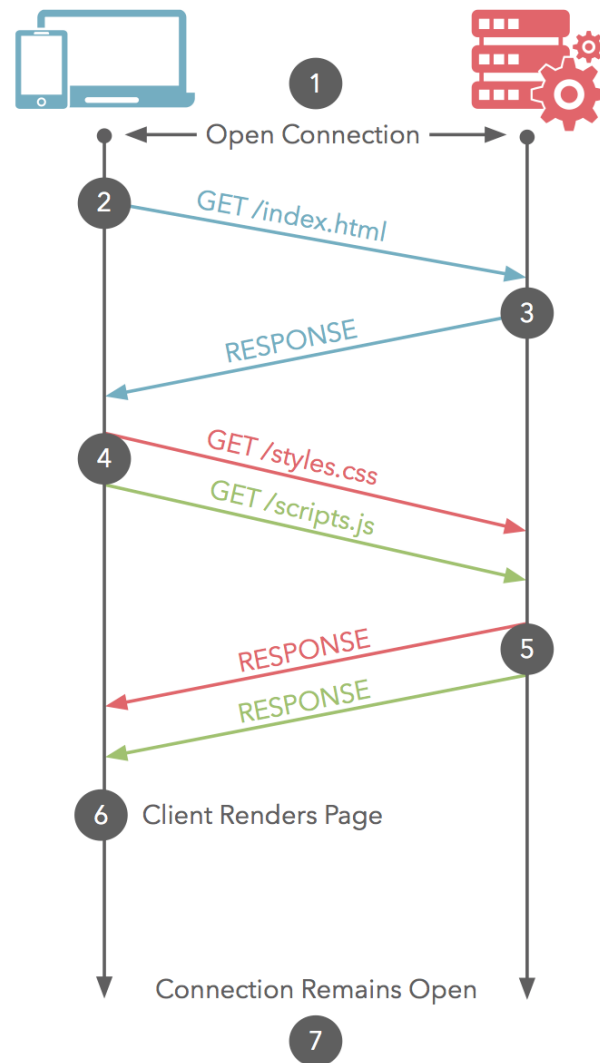 1
Open Connection
2
GET /index.html
3
RESPONSE
4
GET /styles.css
GET /scripts.js
5
RESPONSE
RESPONSE
6 Client Renders Page
Connection Remains Open
7